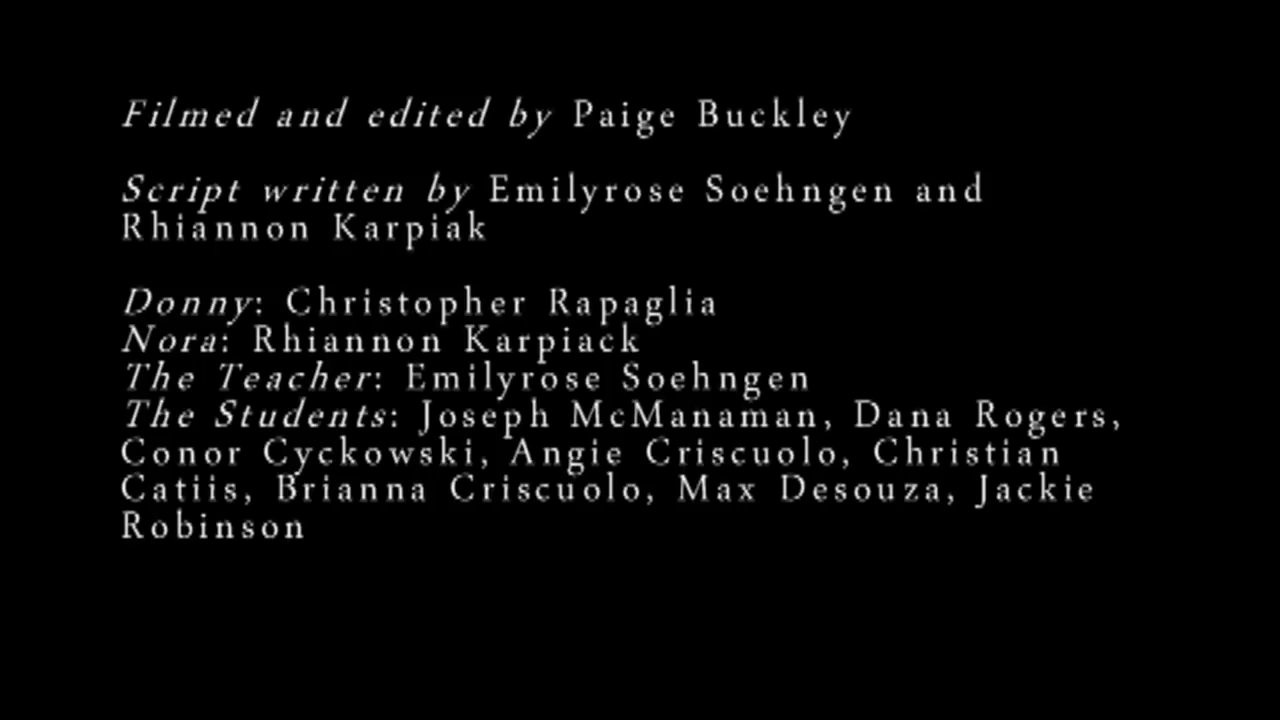 Filmed and edited by Paige Buckley
Script written by Emilyrose Soehngen and
Rhiannon Karpiak
Donny: Christopher Rapaglia
Nora: Rhiannon Karpiack
The Teacher: Emilyrose Soehngen
The Students: Joseph McManaman, Dana Rogers,
Conor Cyckowski, Angie Criscuolo, Christian
Catiis, Brianna Criscuolo, Max Desouza, Jackie
Robinson